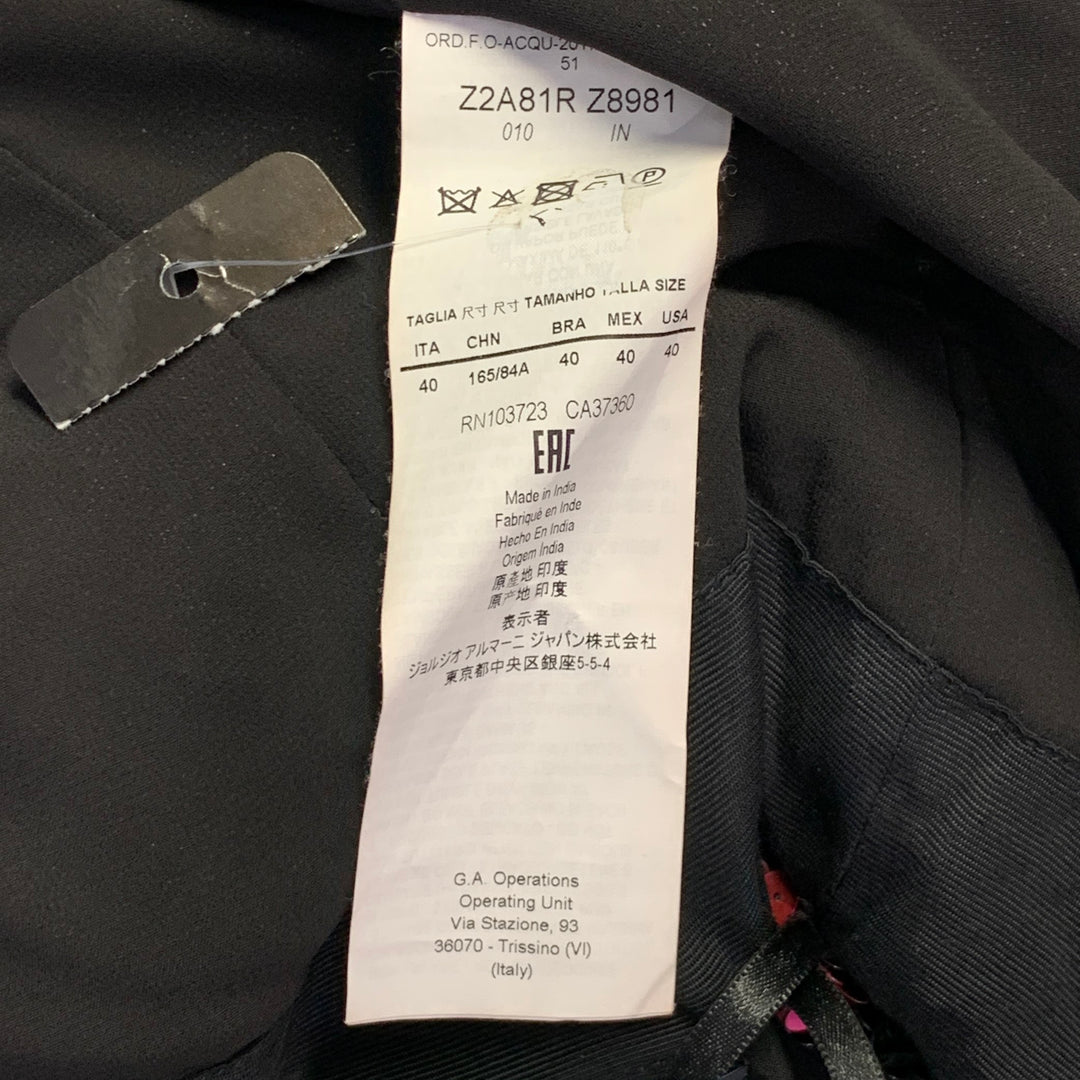 ORD.F.O-ACQU-201
51
Z2A81R Z8981
010 IN
P
TAGLIA 尺寸 尺寸 TAMANHO TALLA SIZE
ITA CHN BRA MEX USA
40 165/84A 40 40 40
RN103723 CA37360
EAC
Made in India
Fabriqué en Inde
Hecho En India
Origem Índia
原產地 印度
原产地 印度
表示者
ジョルジオ アルマーニ ジャパン株式会社
東京都中央区銀座5-5-4
G.A. Operations
Operating Unit
Via Stazione, 93
36070 - Trissino (VI)
(Italy)